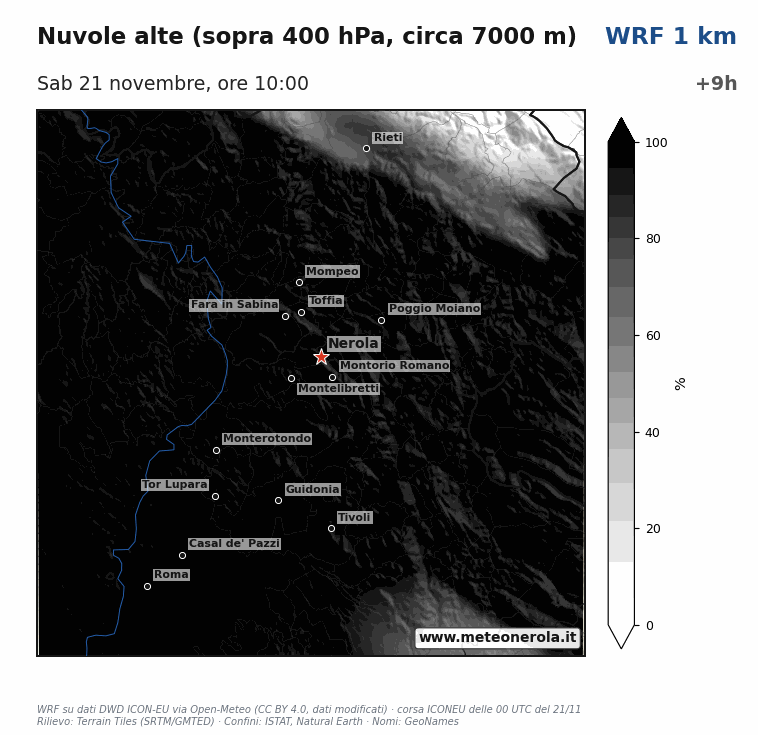 Nuvole alte (sopra 400 hPa, circa 7000 m)
WRF 1 km
Sab 21 novembre, ore 10:00
+9h
Rieti
100
80
Mompeo
Toffia
Fara in Sabina
Poggio Moiano
60
Nerola
Montorio Romano
Montelibretti
%
Monterotondo
40
Tor Lupara
Guidonia
Tivoli
20
Casal de' Pazzi
Roma
www.meteonerola.it
0
WRF su dati DWD ICON-EU via Open-Meteo (CC BY 4.0, dati modificati) · corsa ICONEU delle 00 UTC del 21/11
Rilievo: Terrain Tiles (SRTM/GMTED) · Confini: ISTAT, Natural Earth · Nomi: GeoNames